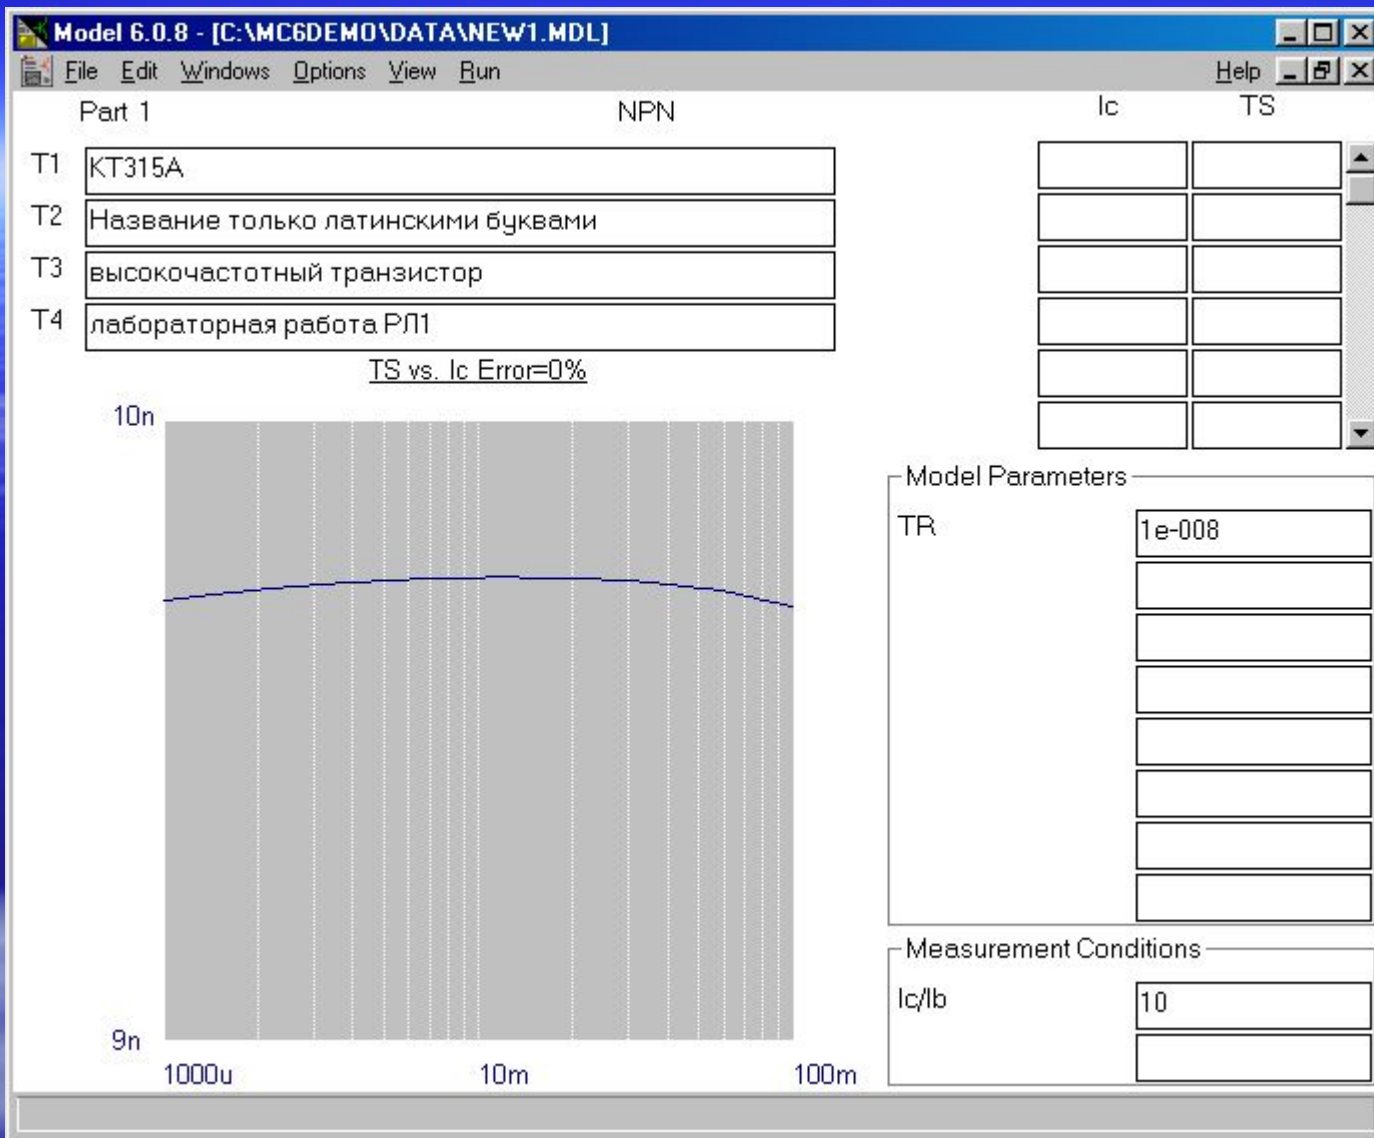 Model 6.0.8 - [C:\MC6DEMO\DATA\NEW1.MDL]
File Edit Windows Options View Run Help
Part 1 NPN Ic TS
T1 KT315A
T2 Название только латинскими буквами
T3 высокочастотный транзистор
T4 лабораторная работа РЛ1
TS vs. Ic Error=0%
10n
9n
1000u 10m 100m
Model Parameters
TR 1e-008
Measurement Conditions
Ic/Ib 10